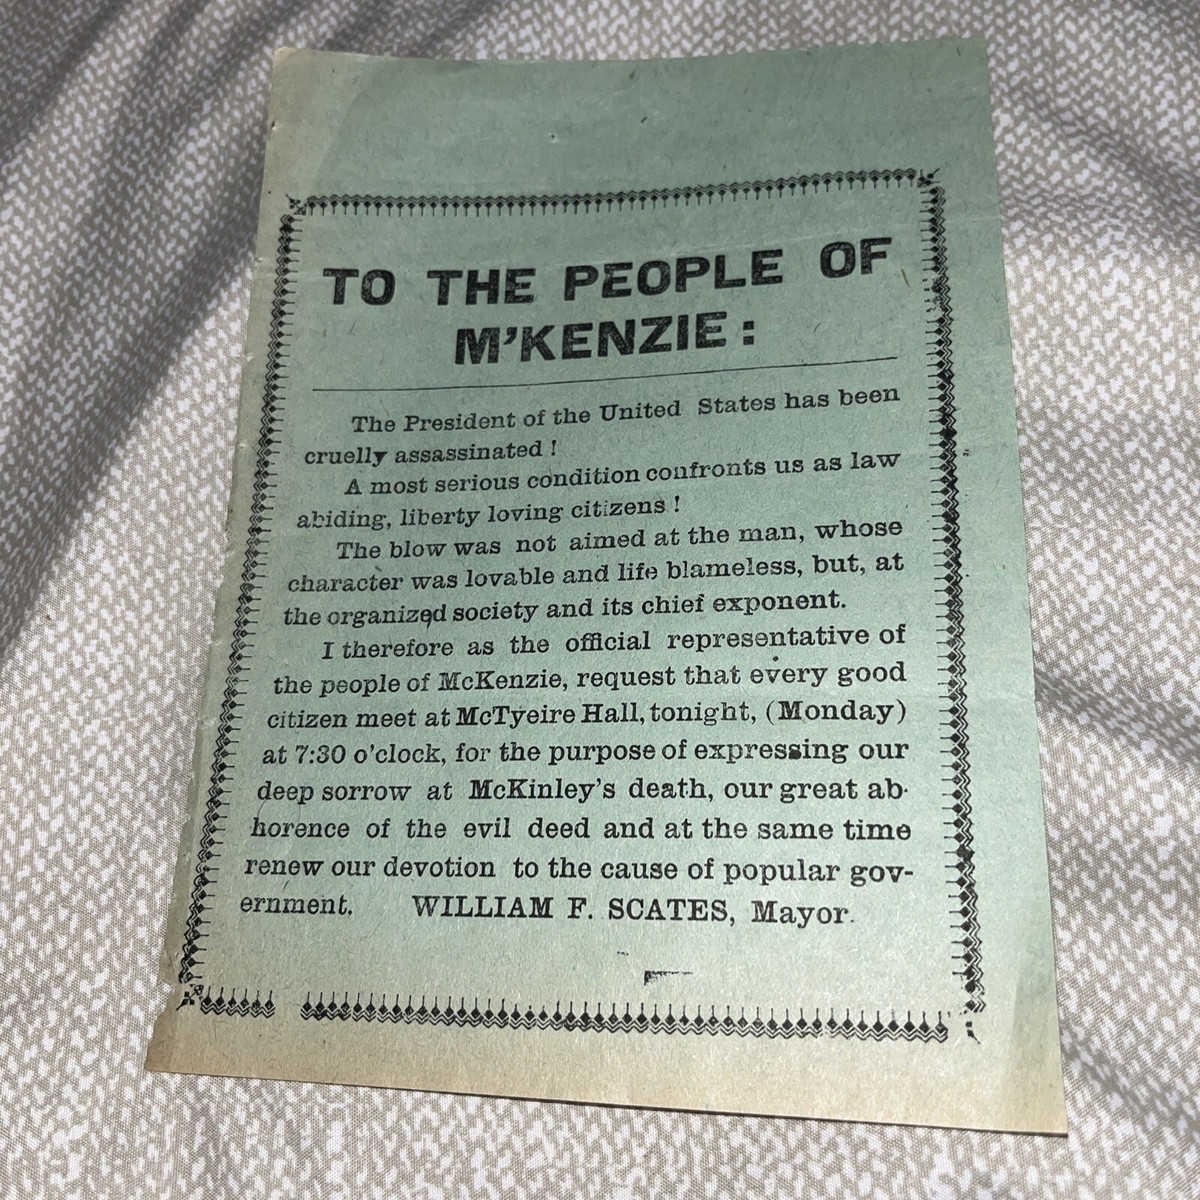 TO THE PEOPLE OF
M'KENZIE:
The President of the United States has been
cruelly assassinated!
A most serious condition confronts us as law
abiding, liberty loving citizens!
The blow was not aimed at the man, whose
character was lovable and life blameless, but, at
the organized society and its chief exponent.
I therefore as the official representative of
the people of McKenzie, request that every good
citizen meet at McTyeire Hall, tonight, (Monday)
at 7:30 o'clock, for the purpose of expressing our
deep sorrow at McKinley's death, our great ab-
horence of the evil deed and at the same time
renew our devotion to the cause of popular gov-
ernment. WILLIAM F. SCATES, Mayor.